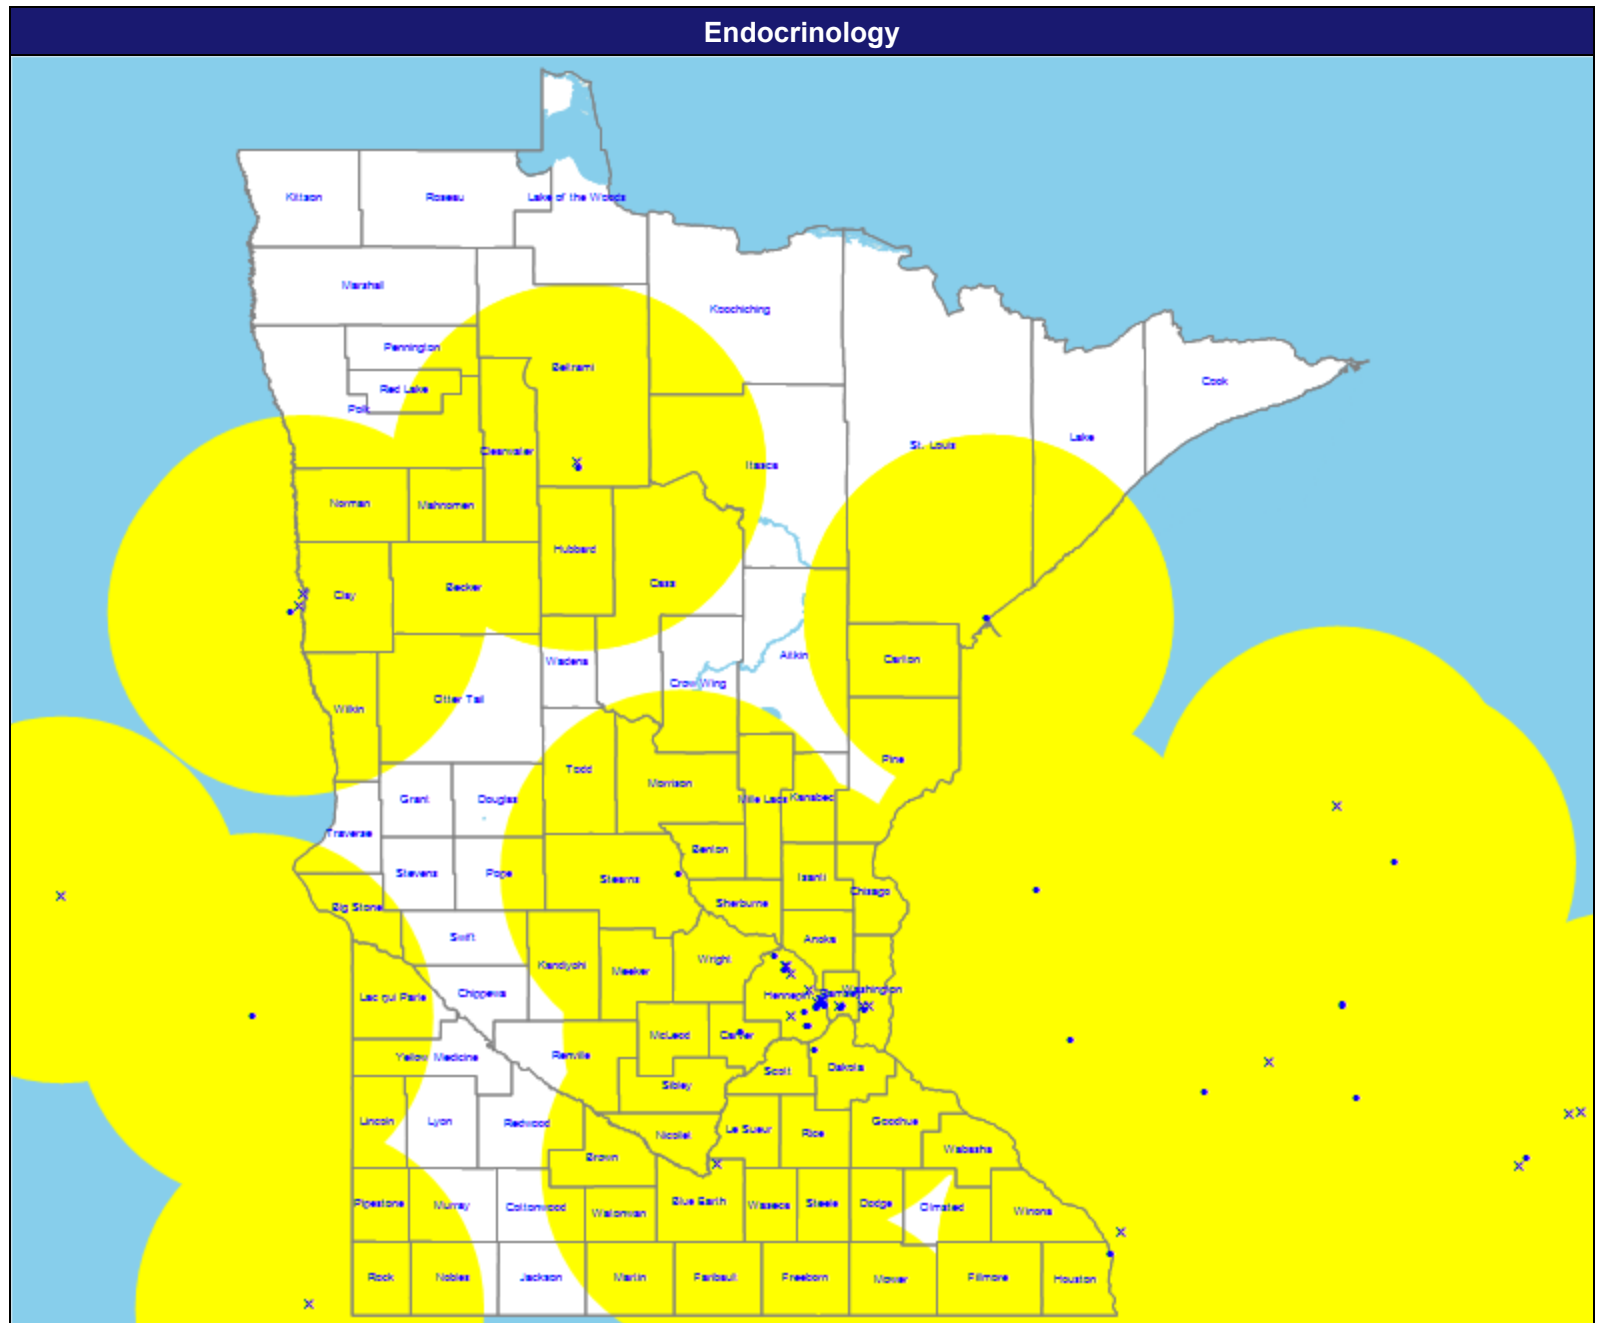 Endocrinology
Kittson
Roseau
Lake of the Woods
Marshall
Koochiching
Pennington
Beltrami
Red Lake
Polk
Cook
Clearwater
St. Louis
Lake
Itasca
Norman
Mahnomen
Hubbard
Clay
Becker
Cass
Wadena
Aitkin
Carlton
Crow Wing
Otter Tail
Wilkin
Pine
Todd
Morrison
Grant
Douglas
Mille Lacs
Kanabec
Traverse
Benton
Stevens
Pope
Stearns
Isanti
Chisago
Big Stone
Sherburne
Swift
Anoka
Kandiyohi
Meeker
Wright
Lac qui Parle
Chippewa
Hennepin
Ramsey
Washington
McLeod
Carver
Yellow Medicine
Renville
Scott
Dakota
Sibley
Lincoln
Lyon
Redwood
Nicollet
Le Sueur
Rice
Goodhue
Brown
Wabasha
Pipestone
Murray
Cottonwood
Watonwan
Blue Earth
Waseca
Steele
Dodge
Olmsted
Winona
Rock
Nobles
Jackson
Martin
Faribault
Freeborn
Mower
Fillmore
Houston